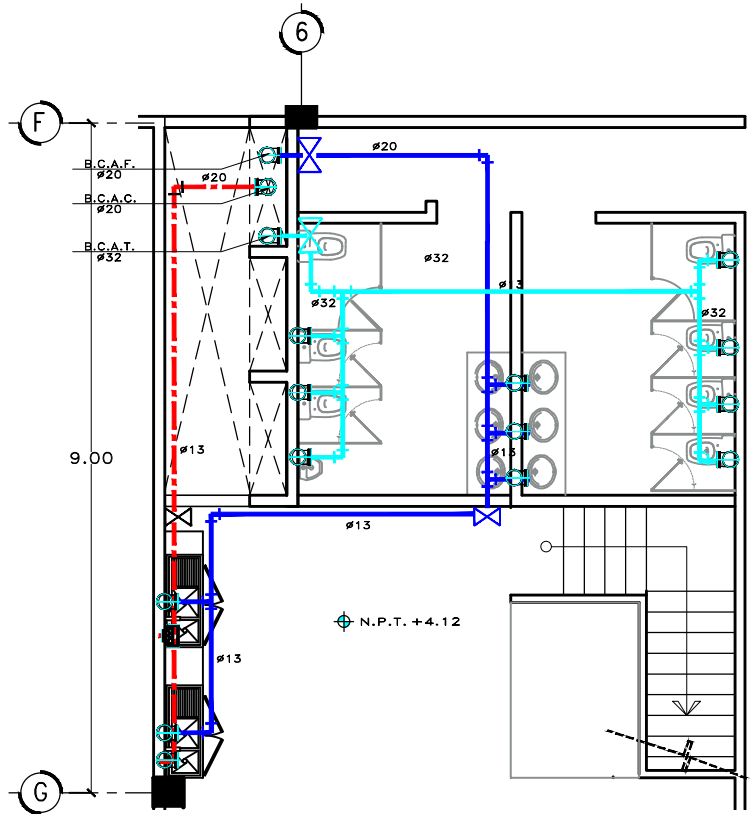 6
F
ø20
B.C.A.F.
ø20
ø20
B.C.A.C.
ø20
B.C.A.T.
ø32
ø32
ø32
ø13
ø32
9.00
ø13
ø13
ø13
N.P.T. +4.12
ø13
G